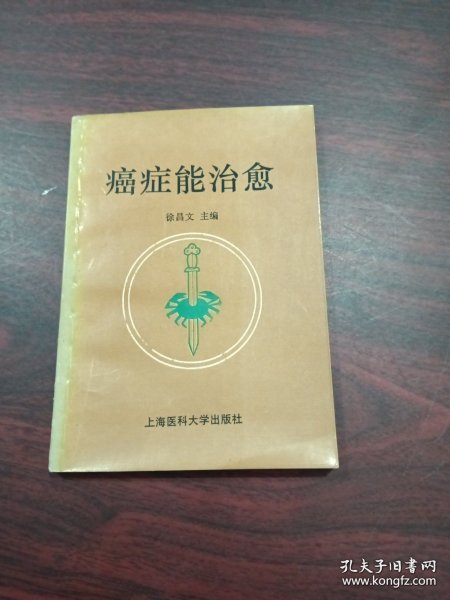 癌症能治愈
徐昌文 主编
上海医科大学出版社
孔夫子旧书网
www.kongfz.com